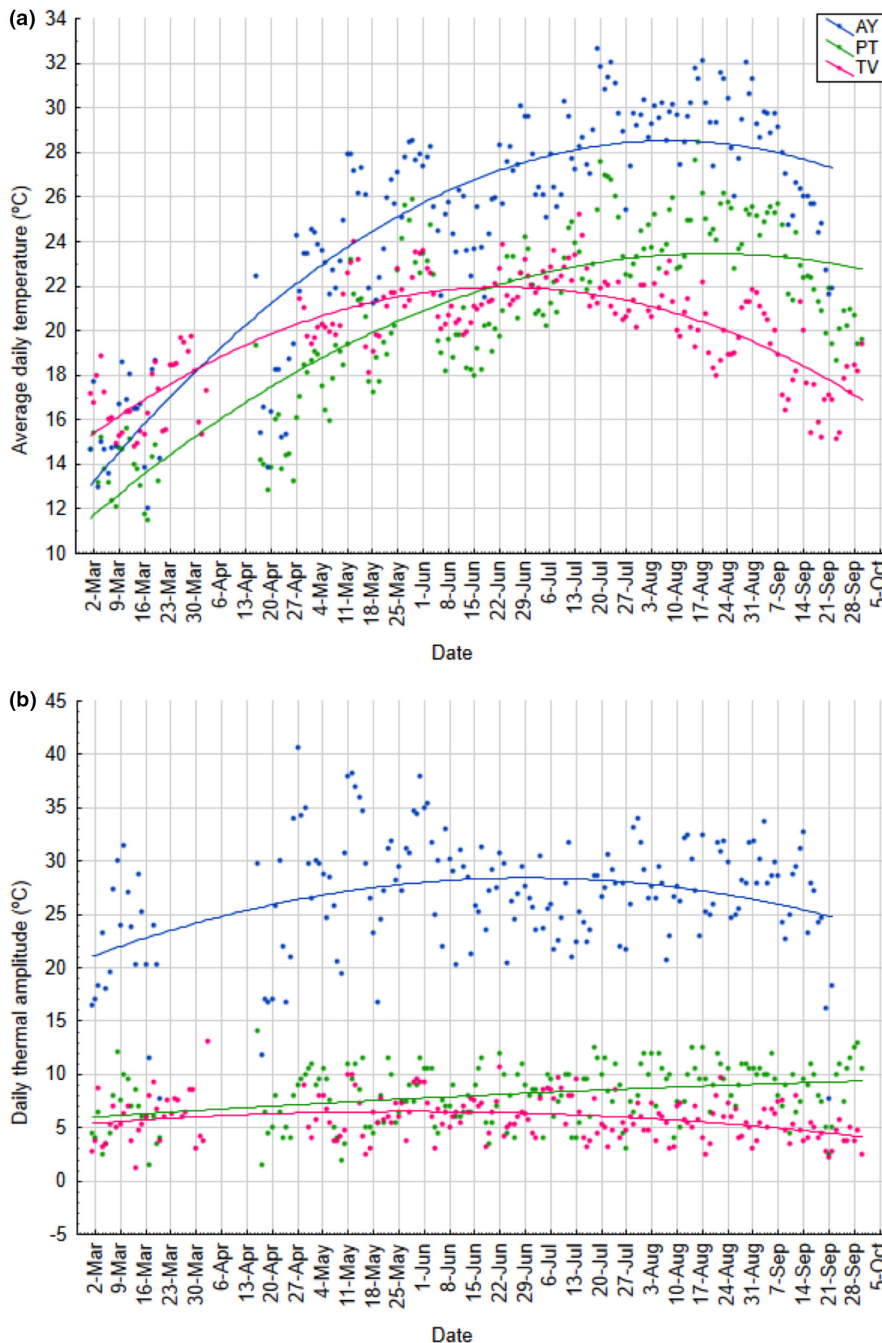 (a)
34
32
30
28
26
24
22
20
18
16
14
12
10
Average daily temperature (ºC)
AY
PT
TV
2-Mar
9-Mar
16-Mar
23-Mar
30-Mar
6-Apr
13-Apr
20-Apr
27-Apr
4-May
11-May
18-May
25-May
1-Jun
8-Jun
15-Jun
22-Jun
29-Jun
6-Jul
13-Jul
20-Jul
27-Jul
3-Aug
10-Aug
17-Aug
24-Aug
31-Aug
7-Sep
14-Sep
21-Sep
28-Sep
5-Oct
Date
(b)
45
40
35
30
25
20
15
10
5
0
-5
Daily thermal amplitude (ºC)
2-Mar
9-Mar
16-Mar
23-Mar
30-Mar
6-Apr
13-Apr
20-Apr
27-Apr
4-May
11-May
18-May
25-May
1-Jun
8-Jun
15-Jun
22-Jun
29-Jun
6-Jul
13-Jul
20-Jul
27-Jul
3-Aug
10-Aug
17-Aug
24-Aug
31-Aug
7-Sep
14-Sep
21-Sep
28-Sep
5-Oct
Date